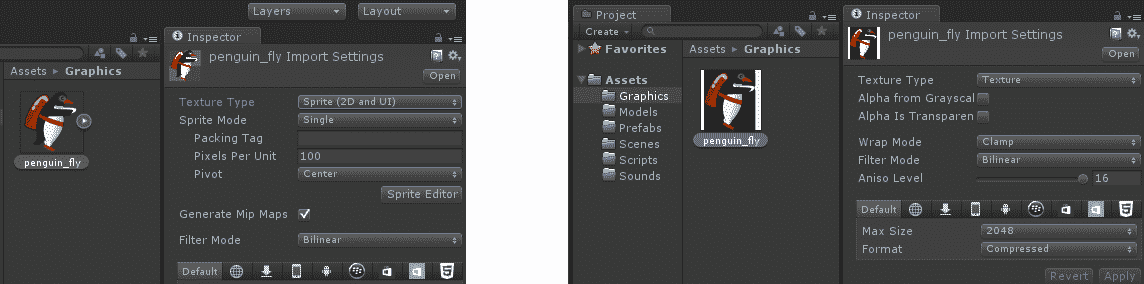 Layers
Layout
Inspector
penguin_fly Import Settings
Open
Assets ▸ Graphics
penguin_fly
Texture Type
Sprite (2D and UI)
Sprite Mode
Single
Packing Tag
Pixels Per Unit
100
Pivot
Center
Sprite Editor
Generate Mip Maps
Filter Mode
Bilinear
Default
Project
Create
Favorites
Assets
Graphics
Models
Prefabs
Scenes
Scripts
Sounds
Assets ▸ Graphics
penguin_fly
Inspector
penguin_fly Import Settings
Open
Texture Type
Texture
Alpha from Grayscal
Alpha Is Transparen
Wrap Mode
Clamp
Filter Mode
Bilinear
Aniso Level
16
Default
Max Size
2048
Format
Compressed
Revert
Apply